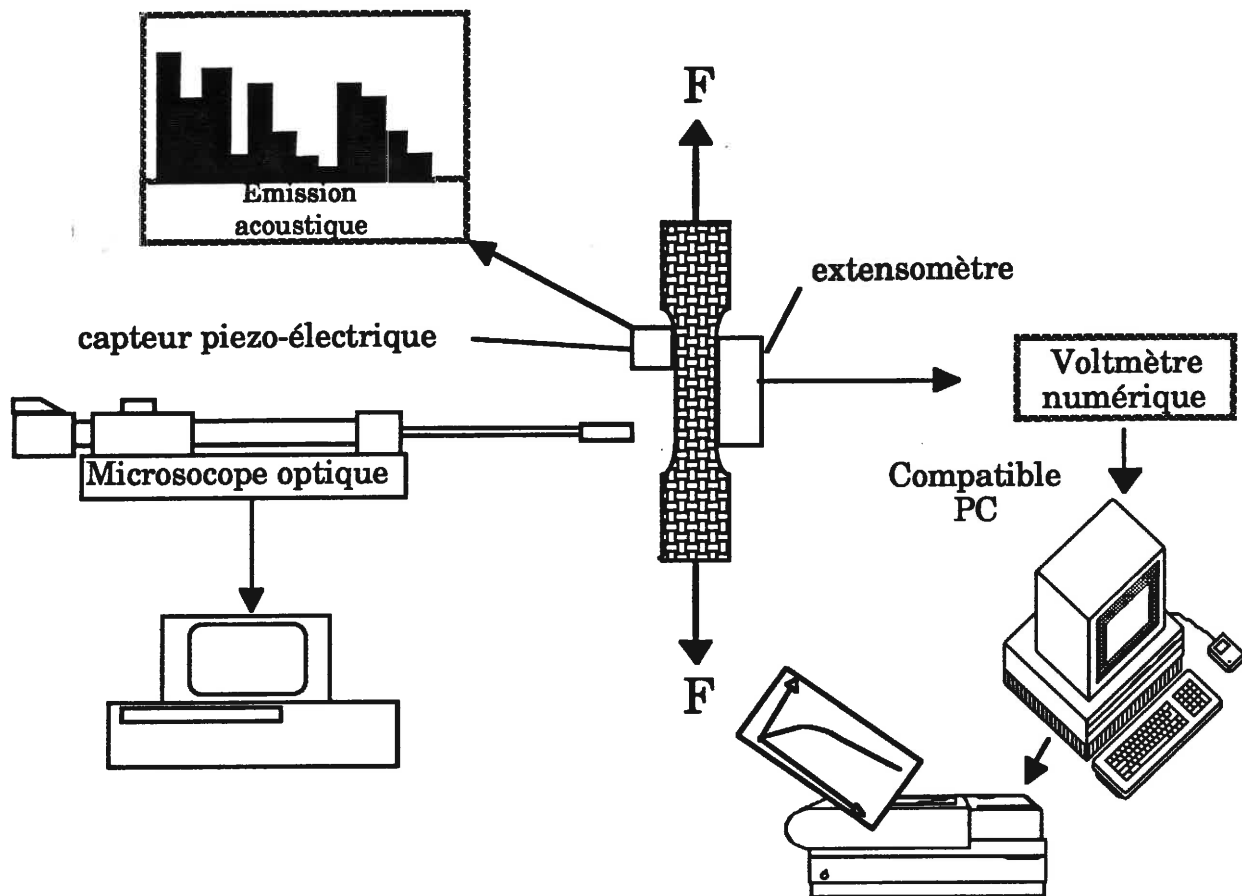 F
Emission
acoustique
extensomètre
capteur piezo-électrique
Voltmètre
numérique
Microsocope optique
Compatible
PC
F